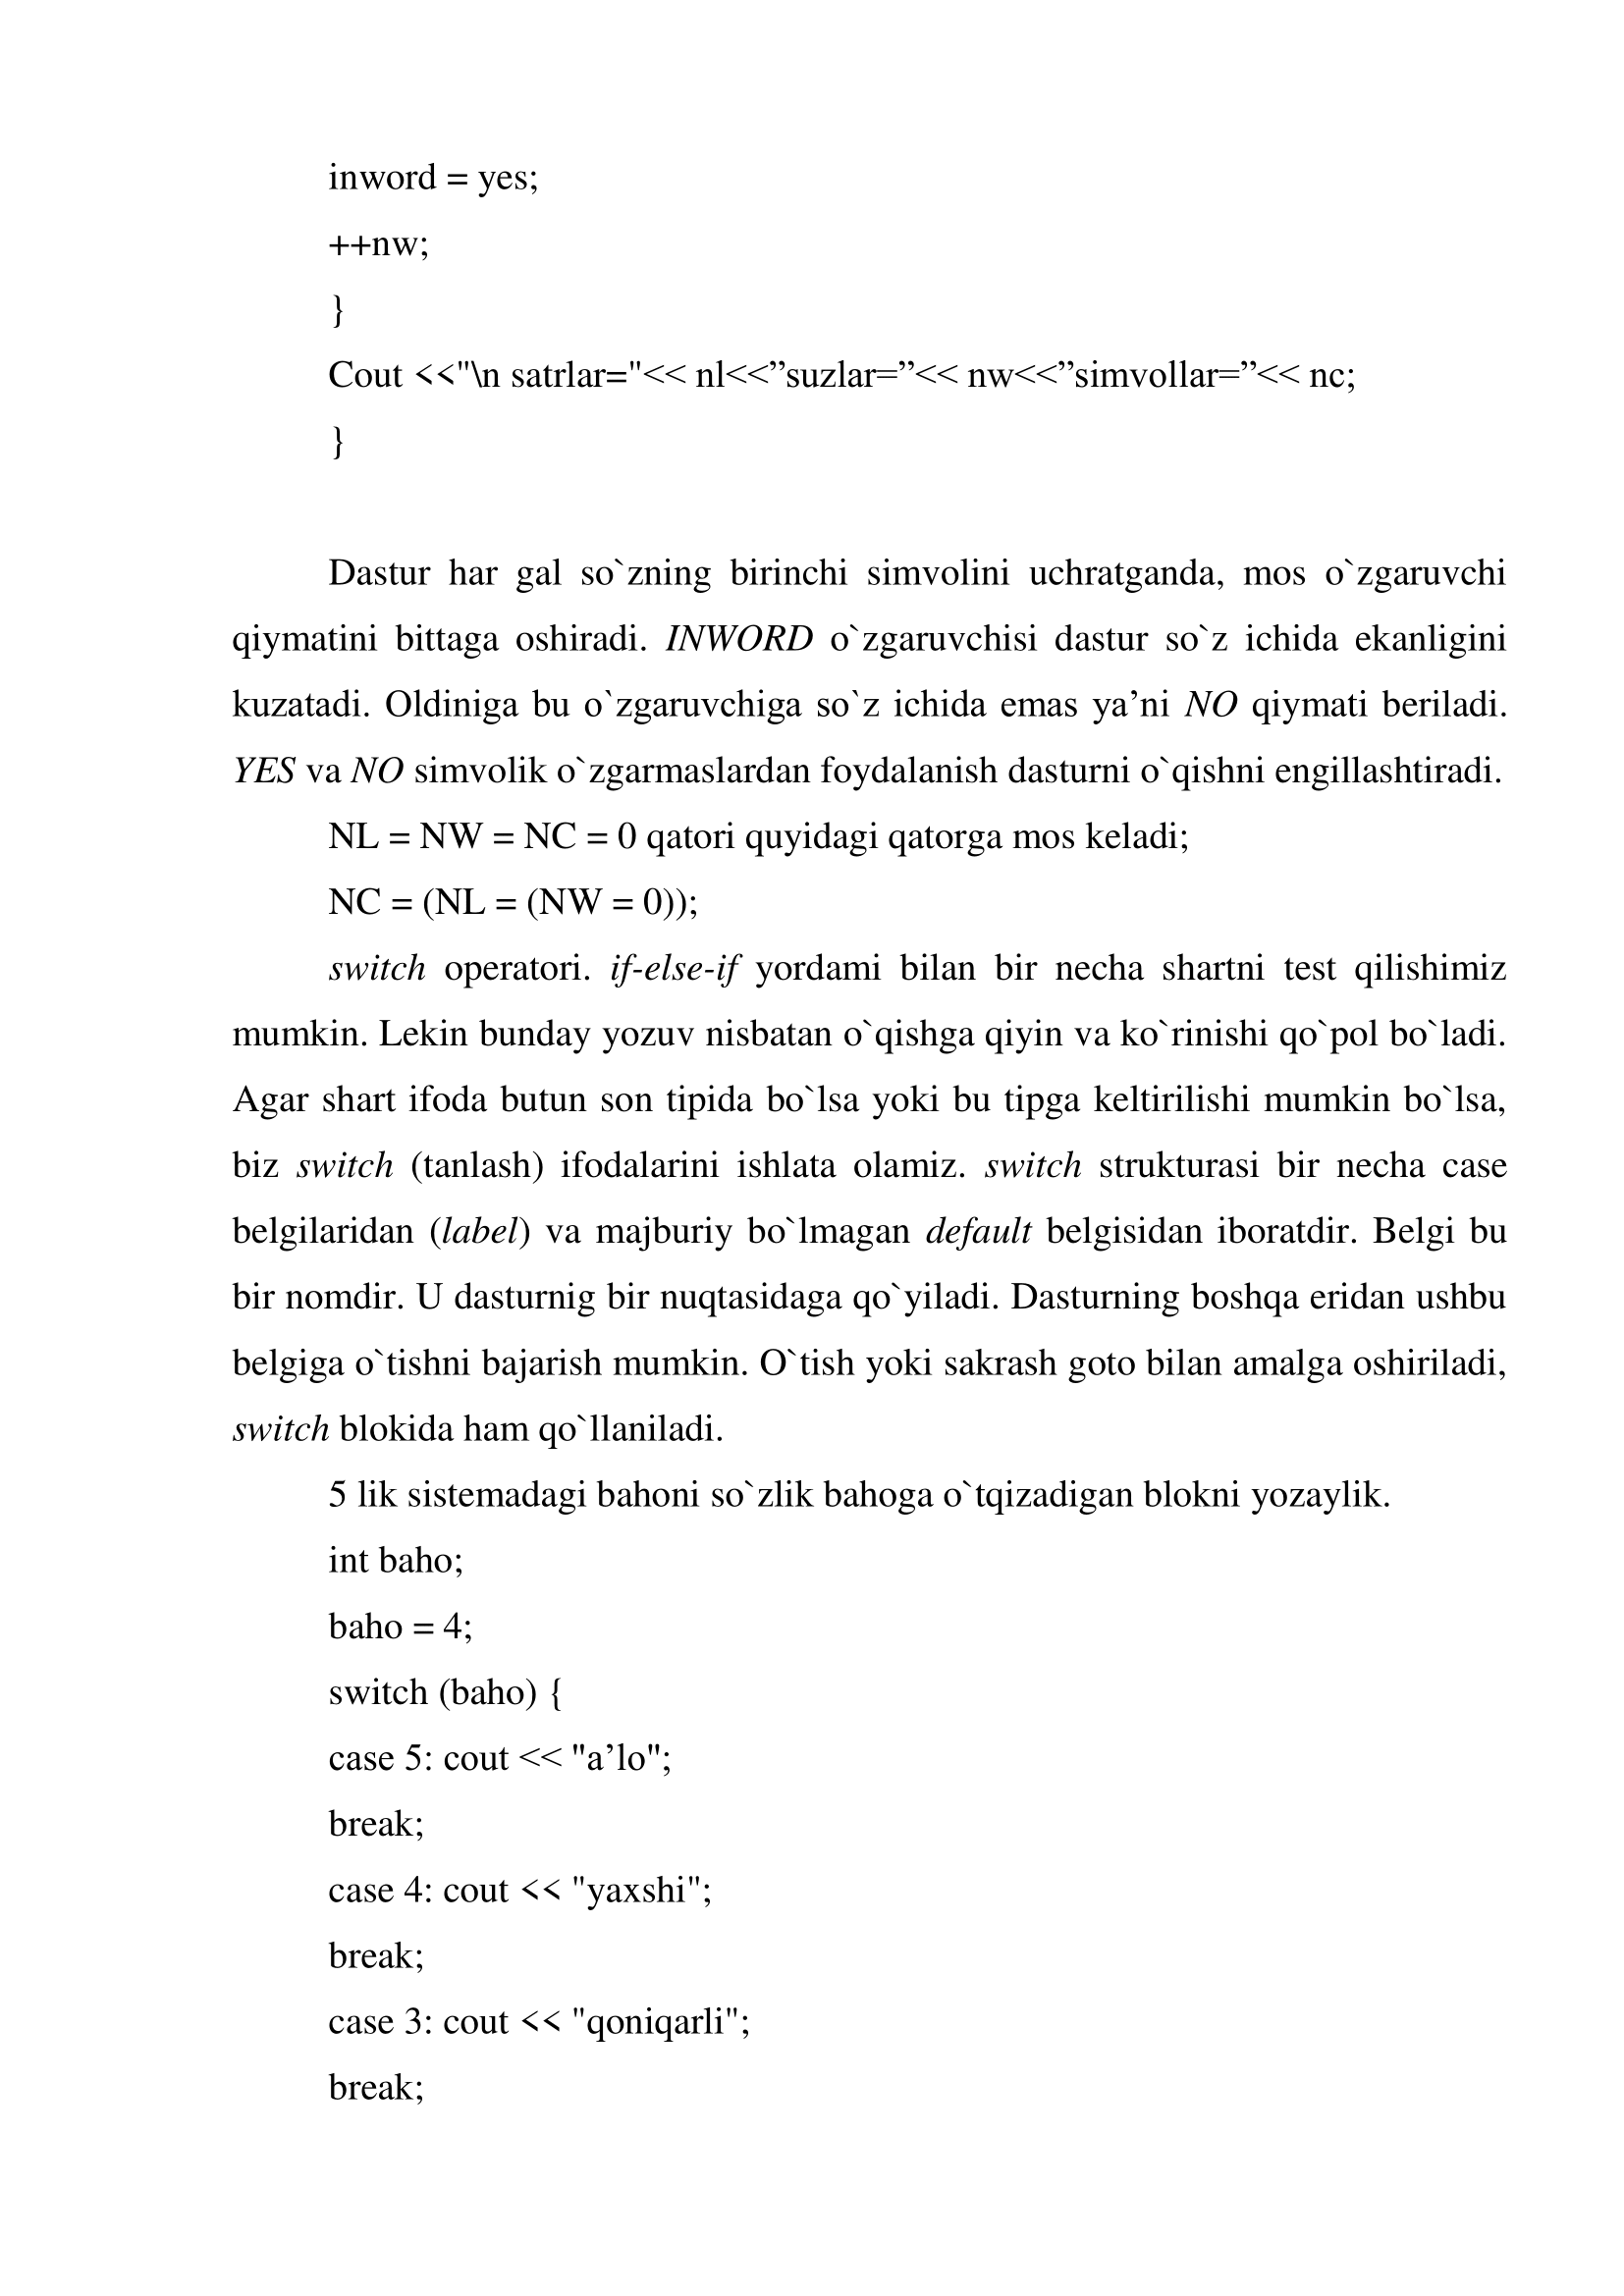 inword = yes;
++nw;
}
Cout <<"\n satrlar="<< nl<<”suzlar=”<< nw<<”simvollar=”<< nc;
}
Dastur har gal so`zning birinchi simvolini uchratganda, mos o`zgaruvchi
qiymatini bittaga oshiradi. INWORD o`zgaruvchisi dastur so`z ichida ekanligini
kuzatadi. Oldiniga bu o`zgaruvchiga so`z ichida emas ya’ni NO qiymati beriladi.
YES va NO simvolik o`zgarmaslardan foydalanish dasturni o`qishni engillashtiradi.
NL = NW = NC = 0 qatori quyidagi qatorga mos keladi;
NC = (NL = (NW = 0));
switch operatori. if-else-if yordami bilan bir necha shartni test qilishimiz
mumkin. Lekin bunday yozuv nisbatan o`qishga qiyin va ko`rinishi qo`pol bo`ladi.
Agar shart ifoda butun son tipida bo`lsa yoki bu tipga keltirilishi mumkin bo`lsa,
biz switch (tanlash) ifodalarini ishlata olamiz. switch strukturasi bir necha case
belgilaridan (label) va majburiy bo`lmagan default belgisidan iboratdir. Belgi bu
bir nomdir. U dasturnig bir nuqtasidaga qo`yiladi. Dasturning boshqa eridan ushbu
belgiga o`tishni bajarish mumkin. O`tish yoki sakrash goto bilan amalga oshiriladi,
switch blokida ham qo`llaniladi.
5 lik sistemadagi bahoni so`zlik bahoga o`tqizadigan blokni yozaylik.
int baho;
baho = 4;
switch (baho) {
case 5: cout << "a’lo";
break;
case 4: cout << "yaxshi";
break;
case 3: cout << "qoniqarli";
break;